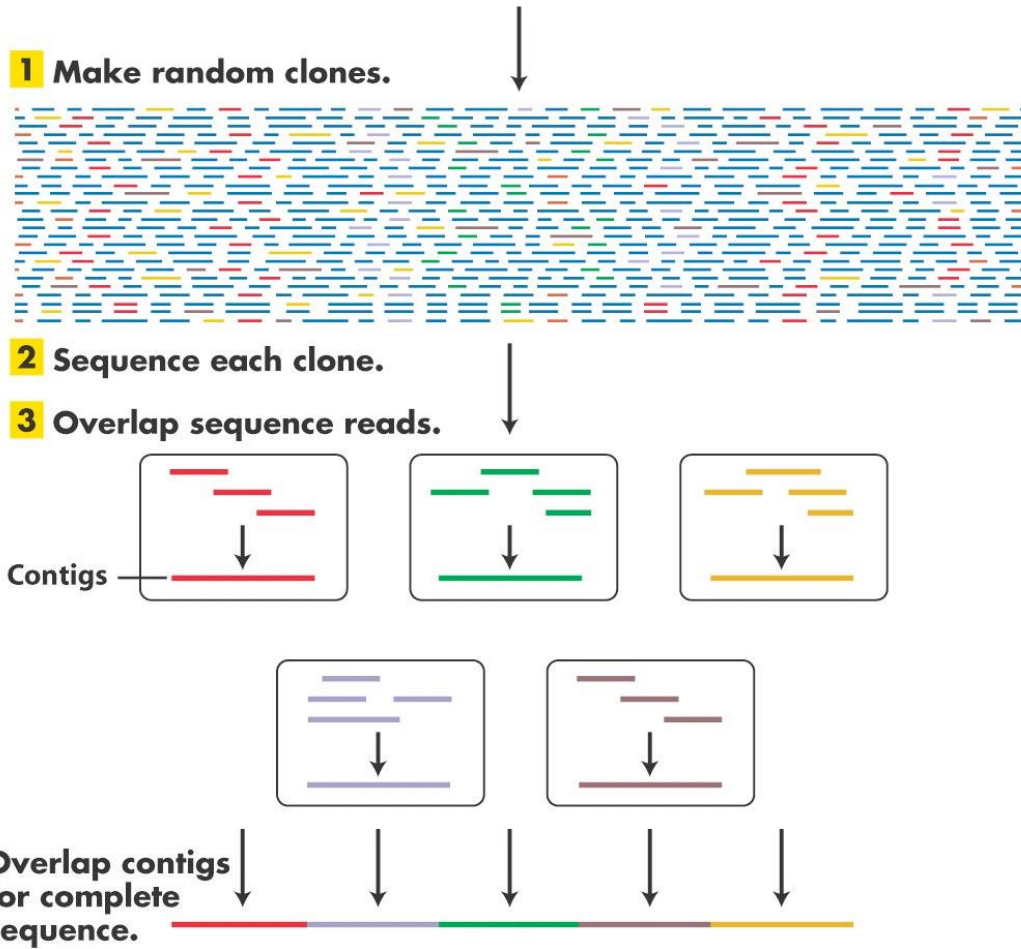 1 Make random clones.
2 Sequence each clone.
3 Overlap sequence reads.
Contigs
Overlap contigs
or complete
equence.